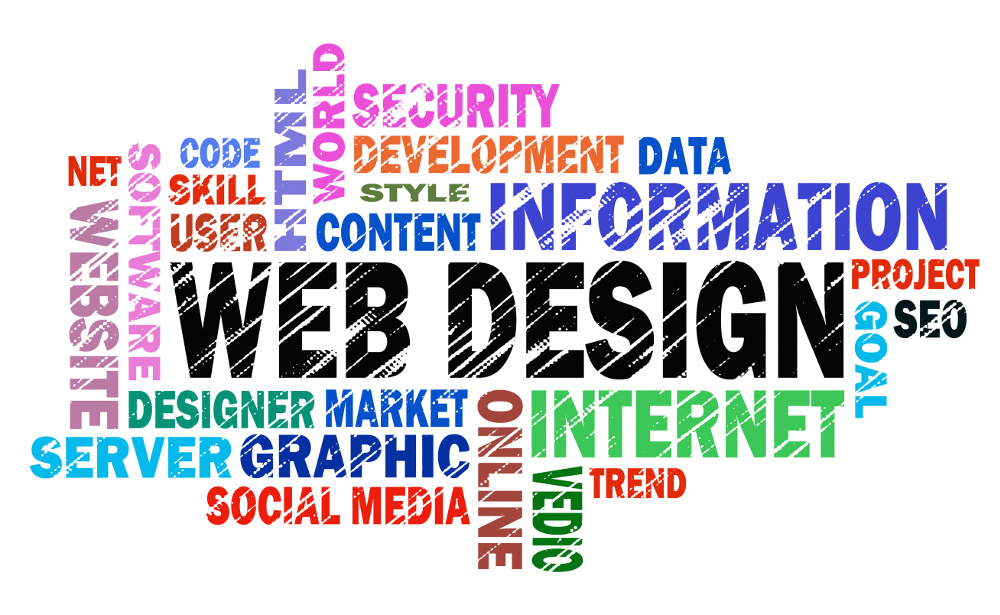 WORLD
HTML
SECURITY
CODE
DEVELOPMENT
DATA
NET
SOFTWARE
SKILL
STYLE
INFORMATION
WEBSITE
USER
CONTENT
WEB DESIGN
PROJECT
GOAL
SEO
DESIGNER
MARKET
ONLINE
INTERNET
SERVER
GRAPHIC
VEDIO
TREND
SOCIAL MEDIA